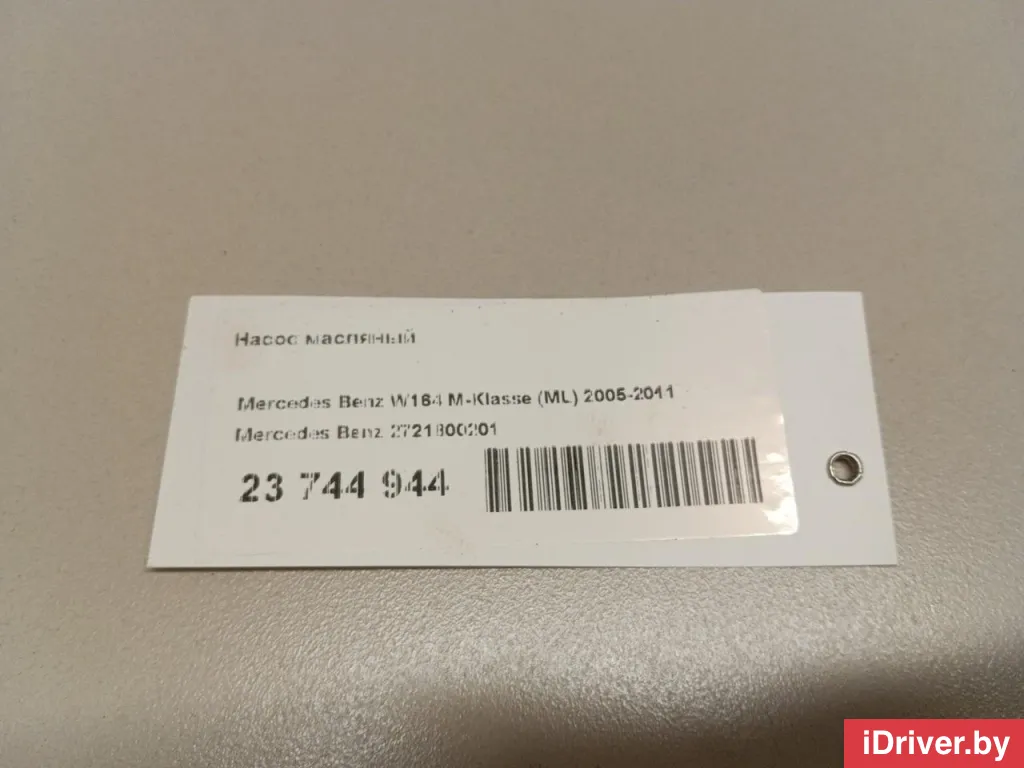 Насос масляный
Mercedes Benz W164 M-Klasse (ML) 2005-2011
Mercedes Benz 2721800201
23 744 944
iDriver.by